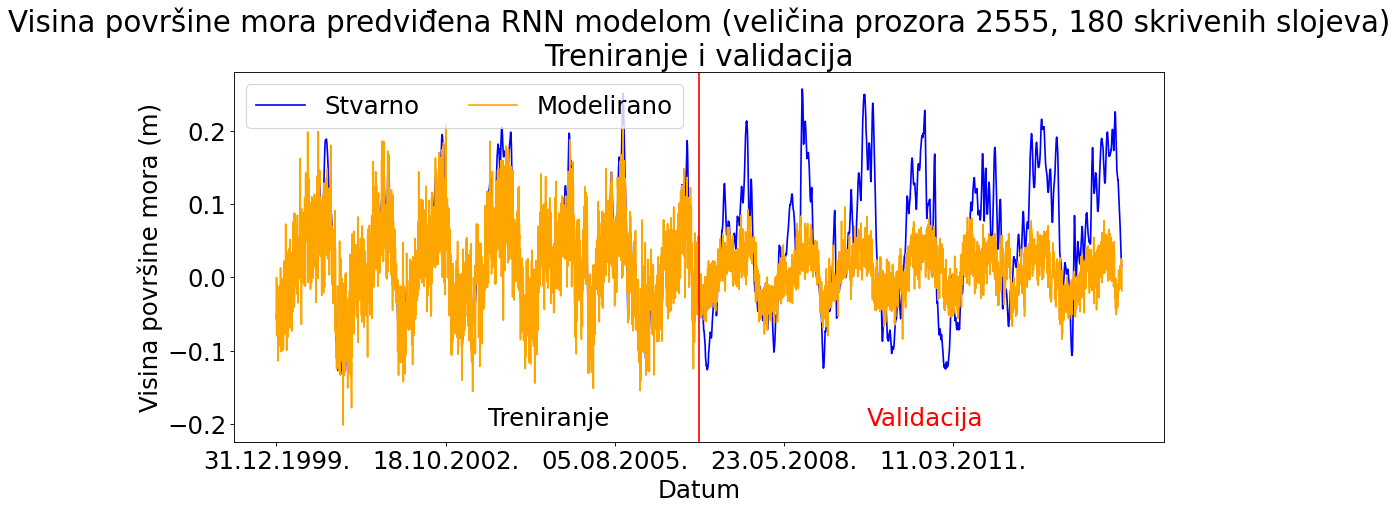 Visina površine mora predviđena RNN modelom (veličina prozora 2555, 180 skrivenih slojeva)
Treniranje i validacija
Stvarno
Modelirano
Visina površine mora (m)
0.2
0.1
0.0
−0.1
−0.2
Treniranje
Validacija
31.12.1999.
18.10.2002.
05.08.2005.
23.05.2008.
11.03.2011.
Datum